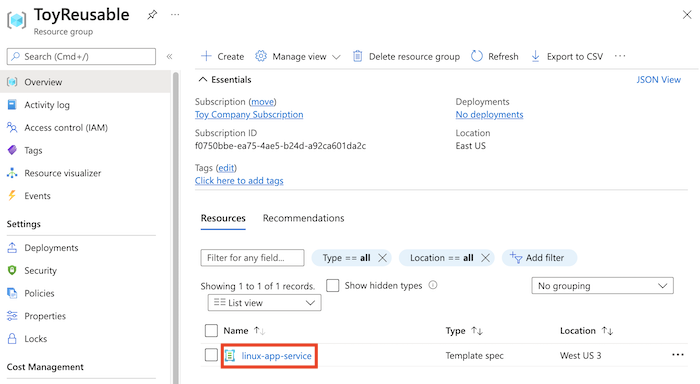 ToyReusable
Resource group
Search (Cmd+/)
Overview
Activity log
Access control (IAM)
Tags
Resource visualizer
Events
Settings
Deployments
Security
Policies
Properties
Locks
Cost Management
Create
Manage view
Delete resource group
Refresh
Export to CSV
Essentials
JSON View
Subscription (move)
Toy Company Subscription
Subscription ID
f0750bbe-ea75-4ae5-b24d-a92ca601da2c
Deployments
No deployments
Location
East US
Tags (edit)
Click here to add tags
Resources Recommendations
Filter for any field...
Type == all
Location == all
Add filter
Showing 1 to 1 of 1 records.
Show hidden types
No grouping
List view
Name Type Location
linux-app-service Template spec West US 3